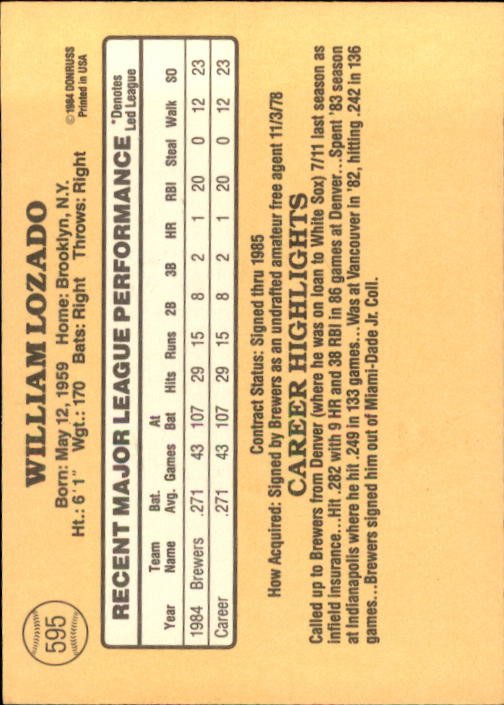 595
WILLIAM LOZADO
Born: May 12, 1959 Home: Brooklyn, N.Y.
Ht.: 6'1" Wgt.: 170 Bats: Right Throws: Right
© 1984 DONRUSS
Printed in USA
RECENT MAJOR LEAGUE PERFORMANCE
*Denotes
Led League
Team Bat. At
Year Name Avg. Games Bat Hits Runs 2B 3B HR RBI Steal Walk SO
1984 Brewers .271 43 107 29 15 8 2 1 20 0 12 23
Career .271 43 107 29 15 8 2 1 20 0 12 23
Contract Status: Signed thru 1985
How Acquired: Signed by Brewers as an undrafted amateur free agent 11/3/78
CAREER HIGHLIGHTS
Called up to Brewers from Denver (where he was on loan to White Sox) 7/11 last season as
infield insurance...Hit .282 with 9 HR and 38 RBI in 86 games at Denver...Spent '83 season
at Indianapolis where he hit .249 in 133 games...Was at Vancouver in '82, hitting .242 in 136
games...Brewers signed him out of Miami-Dade Jr. Coll.